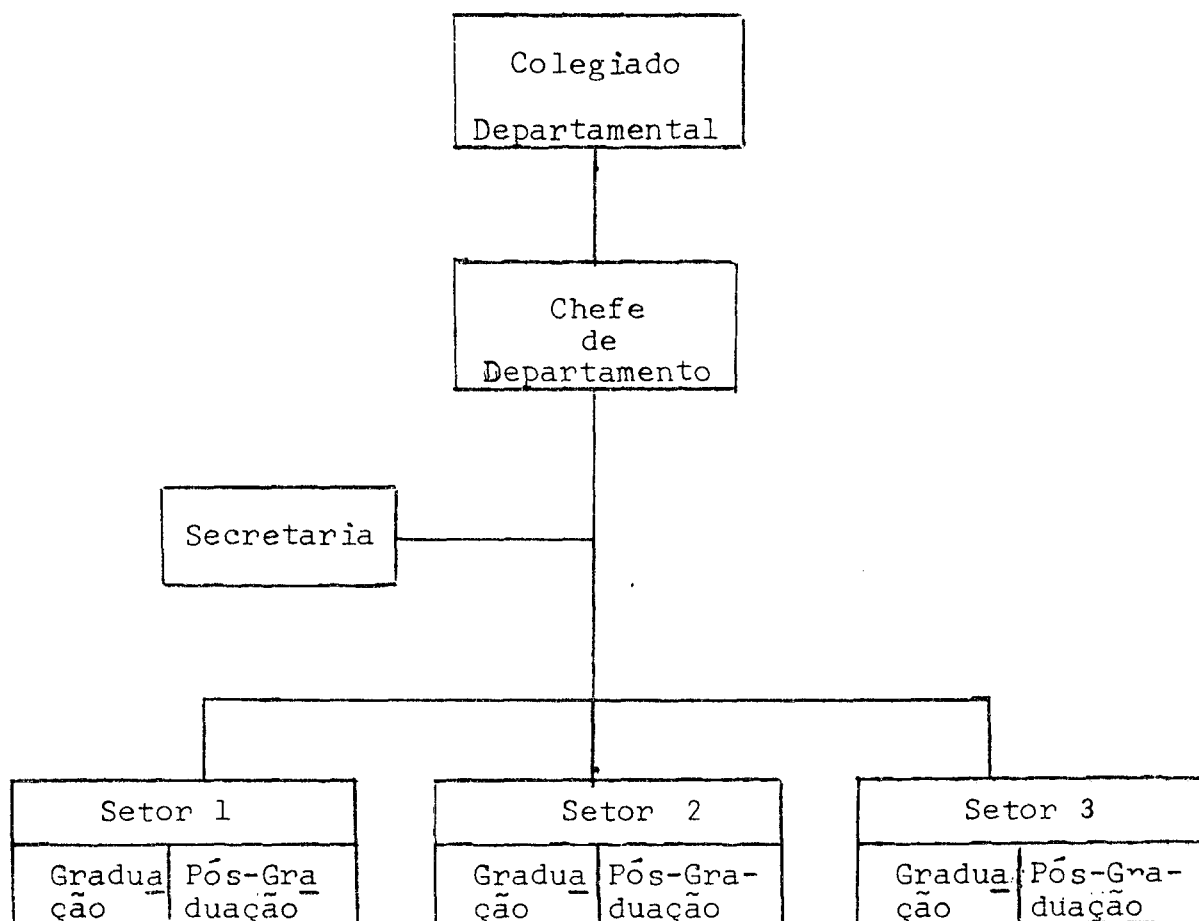 Colegiado
Departamental
Chefe
de
Departamento
Secretaria
Setor 1
Setor 2
Setor 3
Gradua
ção
Pós-Gra
duação
Gradua
ção
Pós-Gra-
duação
Gradua
ção
Pós-Gra-
duação